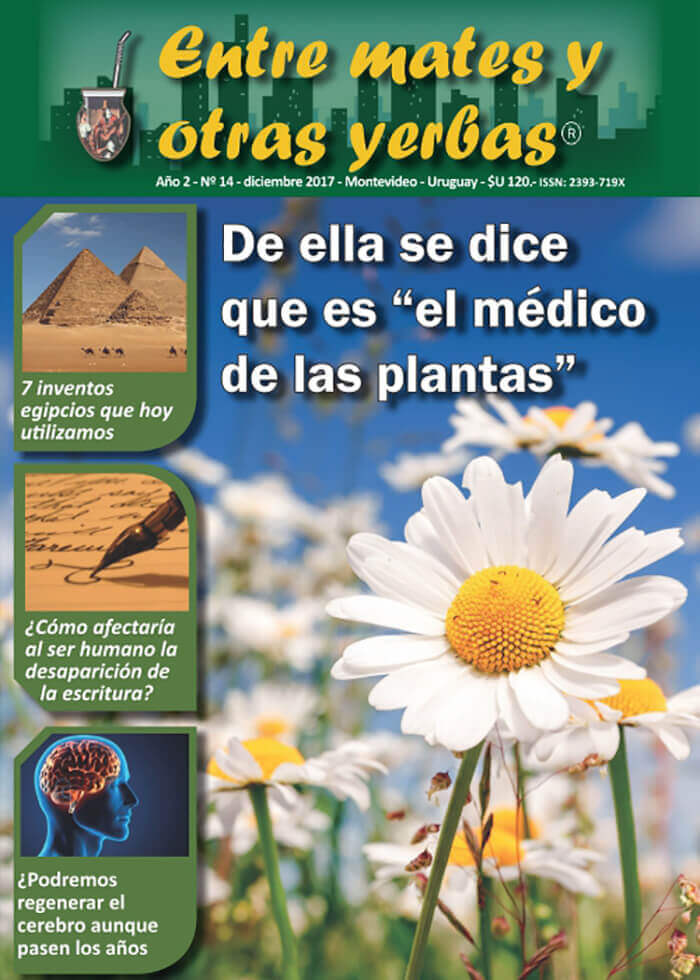 Entre mates y
otras yerbas®
Año 2 - Nº 14 - diciembre 2017 - Montevideo - Uruguay - $U 120.- ISSN: 2393-719X
De ella se dice
que es “el médico
de las plantas”
7 inventos
egipcios que hoy
utilizamos
¿Cómo afectaría
al ser humano la
desaparición de
la escritura?
¿Podremos
regenerar el
cerebro aunque
pasen los años